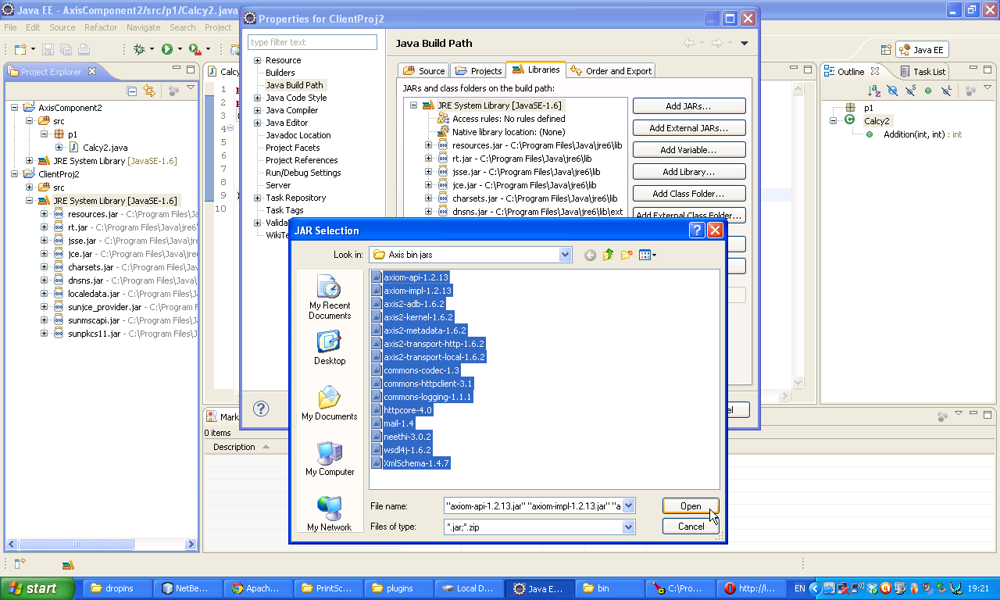 Java EE - AxisComponent2/src/p1/Calcy2.java
File Edit Source Refactor Search Project
Java EE
Project Explorer
AxisComponent2
src
p1
Calcy2.java
JRE System Library [JavaSE-1.6]
ClientProj2
src
JRE System Library [JavaSE-1.6]
resources.jar - C:\Program Files\Java\
rt.jar - C:\Program Files\Java\jre6\
jsse.jar - C:\Program Files\Java\jre
jce.jar - C:\Program Files\Java\jre6
charsets.jar - C:\Program Files\Java
dnsns.jar - C:\Program Files\Java\j
localedata.jar - C:\Program Files\Ja
sunjce_provider.jar - C:\Program Fi
sunmscapi.jar - C:\Program Files\Ja
sunpkcs11.jar - C:\Program Files\Ja
1
2
3
4
5
6
7
8
9
10
Properties for ClientProj2
type filter text
Resource
Builders
Java Build Path
Java Code Style
Java Compiler
Java Editor
Javadoc Location
Project Facets
Project References
Run/Debug Settings
Server
Task Repository
Task Tags
Java Build Path
Source Projects Libraries Order and Export
JARs and class folders on the build path:
JRE System Library [JavaSE-1.6]
Access rules: No rules defined
Native library location: (None)
resources.jar - C:\Program Files\Java\jre6\lib
rt.jar - C:\Program Files\Java\jre6\lib
jsse.jar - C:\Program Files\Java\jre6\lib
jce.jar - C:\Program Files\Java\jre6\lib
charsets.jar - C:\Program Files\Java\jre6\lib
dnsns.jar - C:\Program Files\Java\jre6\lib\ext
Add JARs...
Add External JARs...
Add Variable...
Add Library...
Add Class Folder...
Add External Class Folder...
Outline Task List
p1
Calcy2
Addition(int, int) : int
0 items
Description
JAR Selection
Look in: Axis bin jars
My Recent Documents
Desktop
My Documents
My Computer
My Network
axiom-api-1.2.13
axiom-impl-1.2.13
axis2-adb-1.6.2
axis2-kernel-1.6.2
axis2-metadata-1.6.2
axis2-transport-http-1.6.2
axis2-transport-local-1.6.2
commons-codec-1.3
commons-httpclient-3.1
commons-logging-1.1.1
httpcore-4.0
mail-1.4
neethi-3.0.2
wsdl4j-1.6.2
XmlSchema-1.4.7
File name: "axiom-api-1.2.13.jar" "axiom-impl-1.2.13.jar" "a
Open
Files of type: *.jar;*.zip
Cancel
start dropins NetBe... Apach... PrintSc... plugins Local D... Java E... bin C:\Pro... http://l... EN 19:21